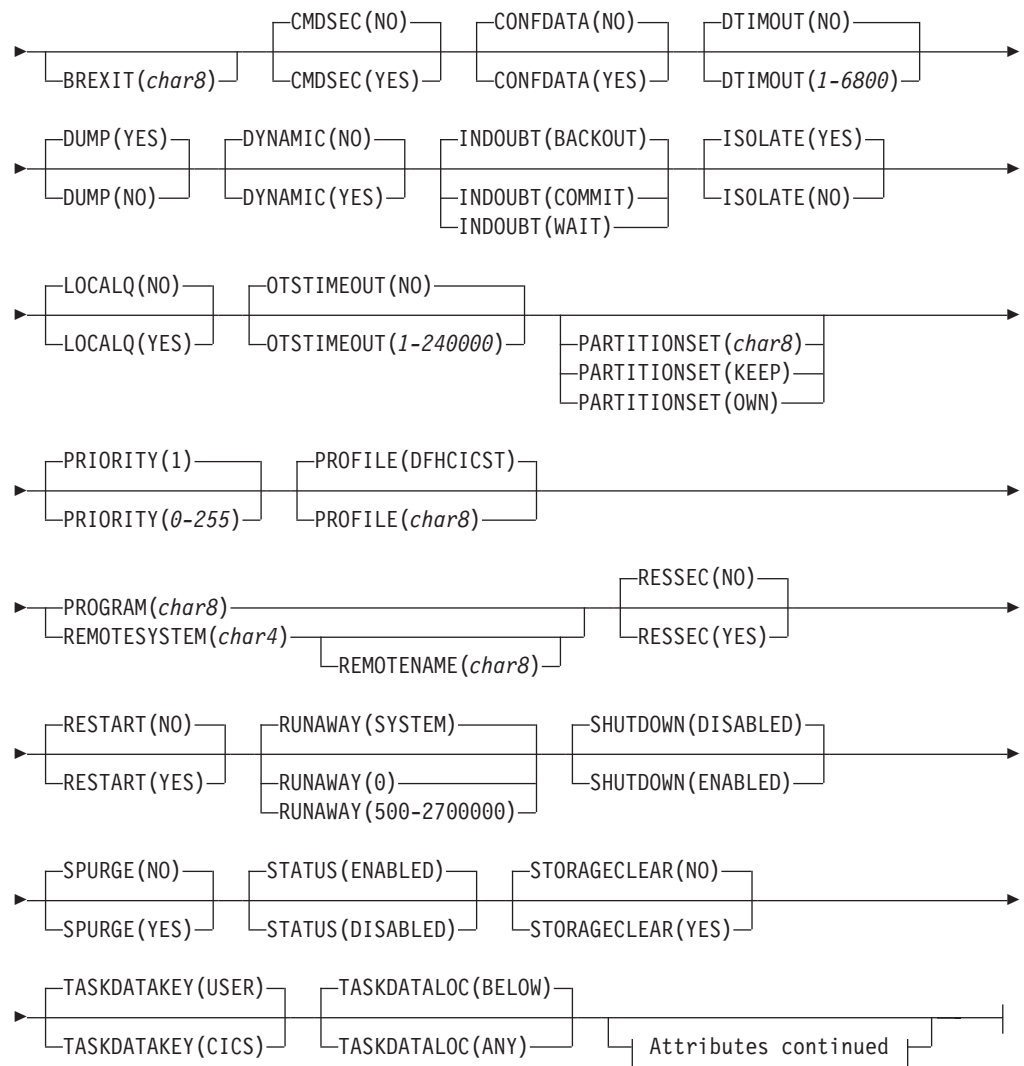 CMDSEC(NO) CONFDATA(NO) DTIMOUT(NO)
BREXIT(char8) CMDSEC(YES) CONFDATA(YES) DTIMOUT(1-6800)
DUMP(YES) DYNAMIC(NO) INDOUBT(BACKOUT) ISOLATE(YES)
DUMP(NO) DYNAMIC(YES) INDOUBT(COMMIT) ISOLATE(NO)
INDOUBT(WAIT)
LOCALQ(NO) OTSTIMEOUT(NO)
LOCALQ(YES) OTSTIMEOUT(1-240000) PARTITIONSET(char8)
PARTITIONSET(KEEP)
PARTITIONSET(OWN)
PRIORITY(1) PROFILE(DFHCICST)
PRIORITY(0-255) PROFILE(char8)
RESSEC(NO)
PROGRAM(char8)
REMOTESYSTEM(char4) RESSEC(YES)
REMOTENAME(char8)
RESTART(NO) RUNAWAY(SYSTEM) SHUTDOWN(DISABLED)
RESTART(YES) RUNAWAY(0) SHUTDOWN(ENABLED)
RUNAWAY(500-2700000)
SPURGE(NO) STATUS(ENABLED) STORAGECLEAR(NO)
SPURGE(YES) STATUS(DISABLED) STORAGECLEAR(YES)
TASKDATAKEY(USER) TASKDATALOC(BELOW)
TASKDATAKEY(CICS) TASKDATALOC(ANY) Attributes continued